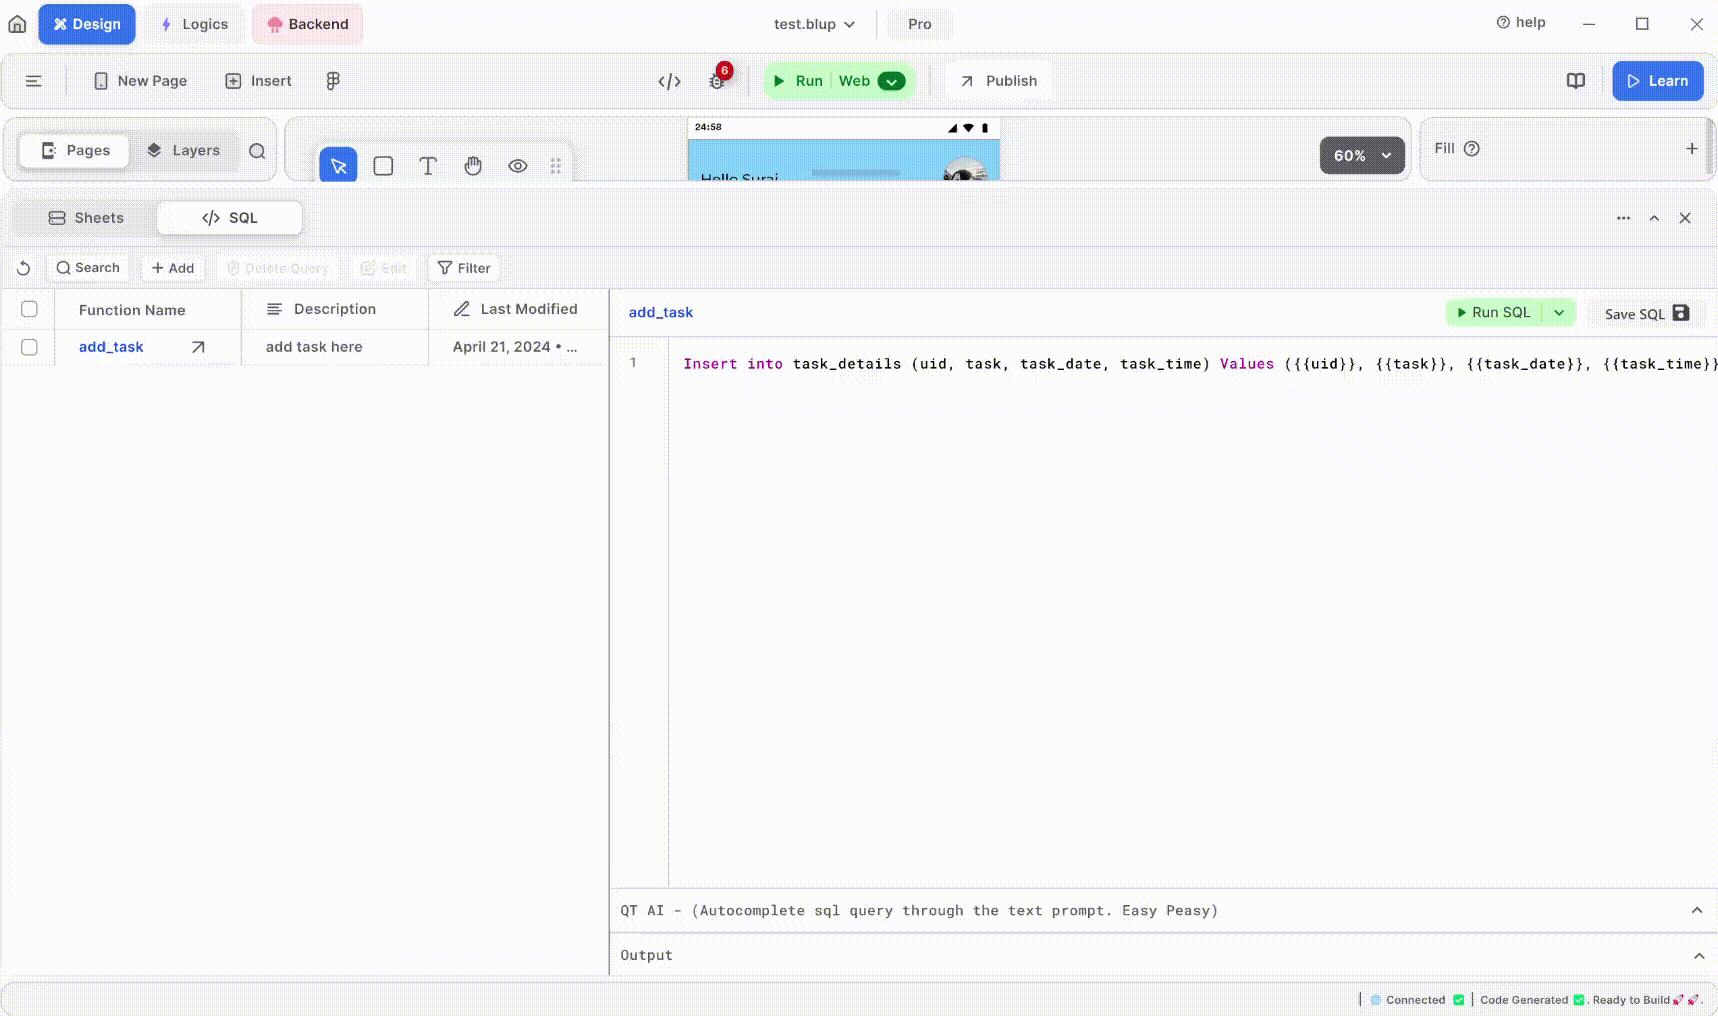 Design Logics Backend test.blup Pro help
New Page Insert 6 Run Web Publish Learn
Pages Layers 24:58 60% Fill
Hello Suraj
Sheets </> SQL
Search + Add Delete Query Edit Filter
Function Name Description Last Modified add_task Run SQL Save SQL
add_task add task here April 21, 2024 • ...
1 Insert into task_details (uid, task, task_date, task_time) Values ({{uid}}, {{task}}, {{task_date}}, {{task_time}}
QT AI - (Autocomplete sql query through the text prompt. Easy Peasy)
Output
| Connected ✅ | Code Generated ✅. Ready to Build 🚀🚀.